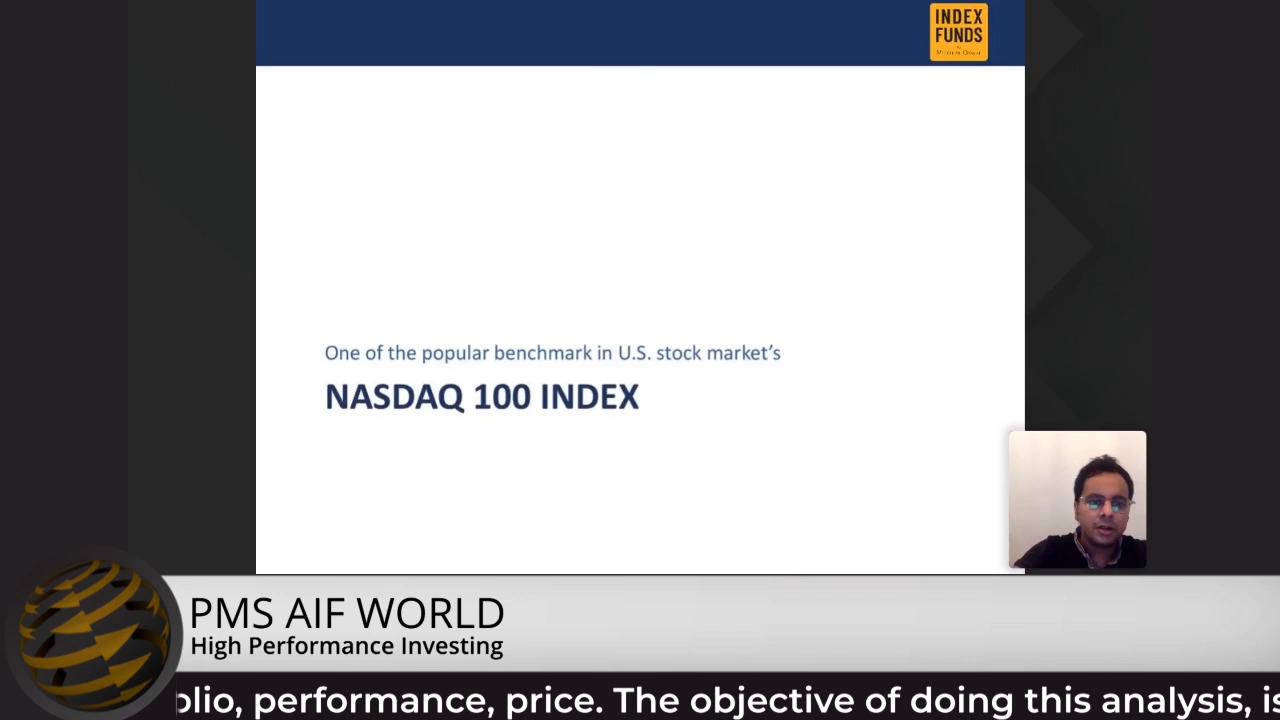 INDEX
FUNDS
One of the popular benchmark in U.S. stock market’s
NASDAQ 100 INDEX
PMS AIF WORLD
High Performance Investing
olio, performance, price. The objective of doing this analysis, is